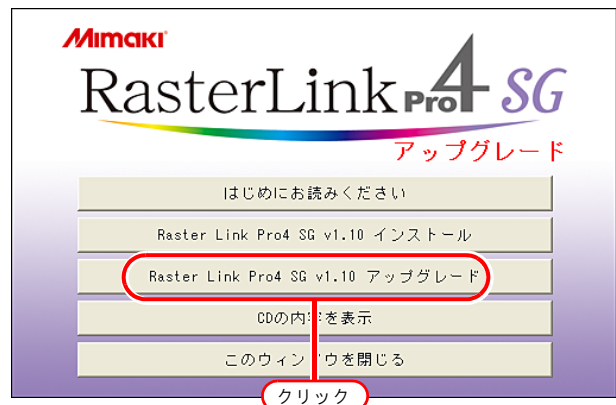 Mimaki
RasterLink Pro4 SG
アップグレード
はじめにお読みください
Raster Link Pro4 SG v1.10 インストール
Raster Link Pro4 SG v1.10 アップグレード
CDの内容を表示
このウィンドウを閉じる
クリック